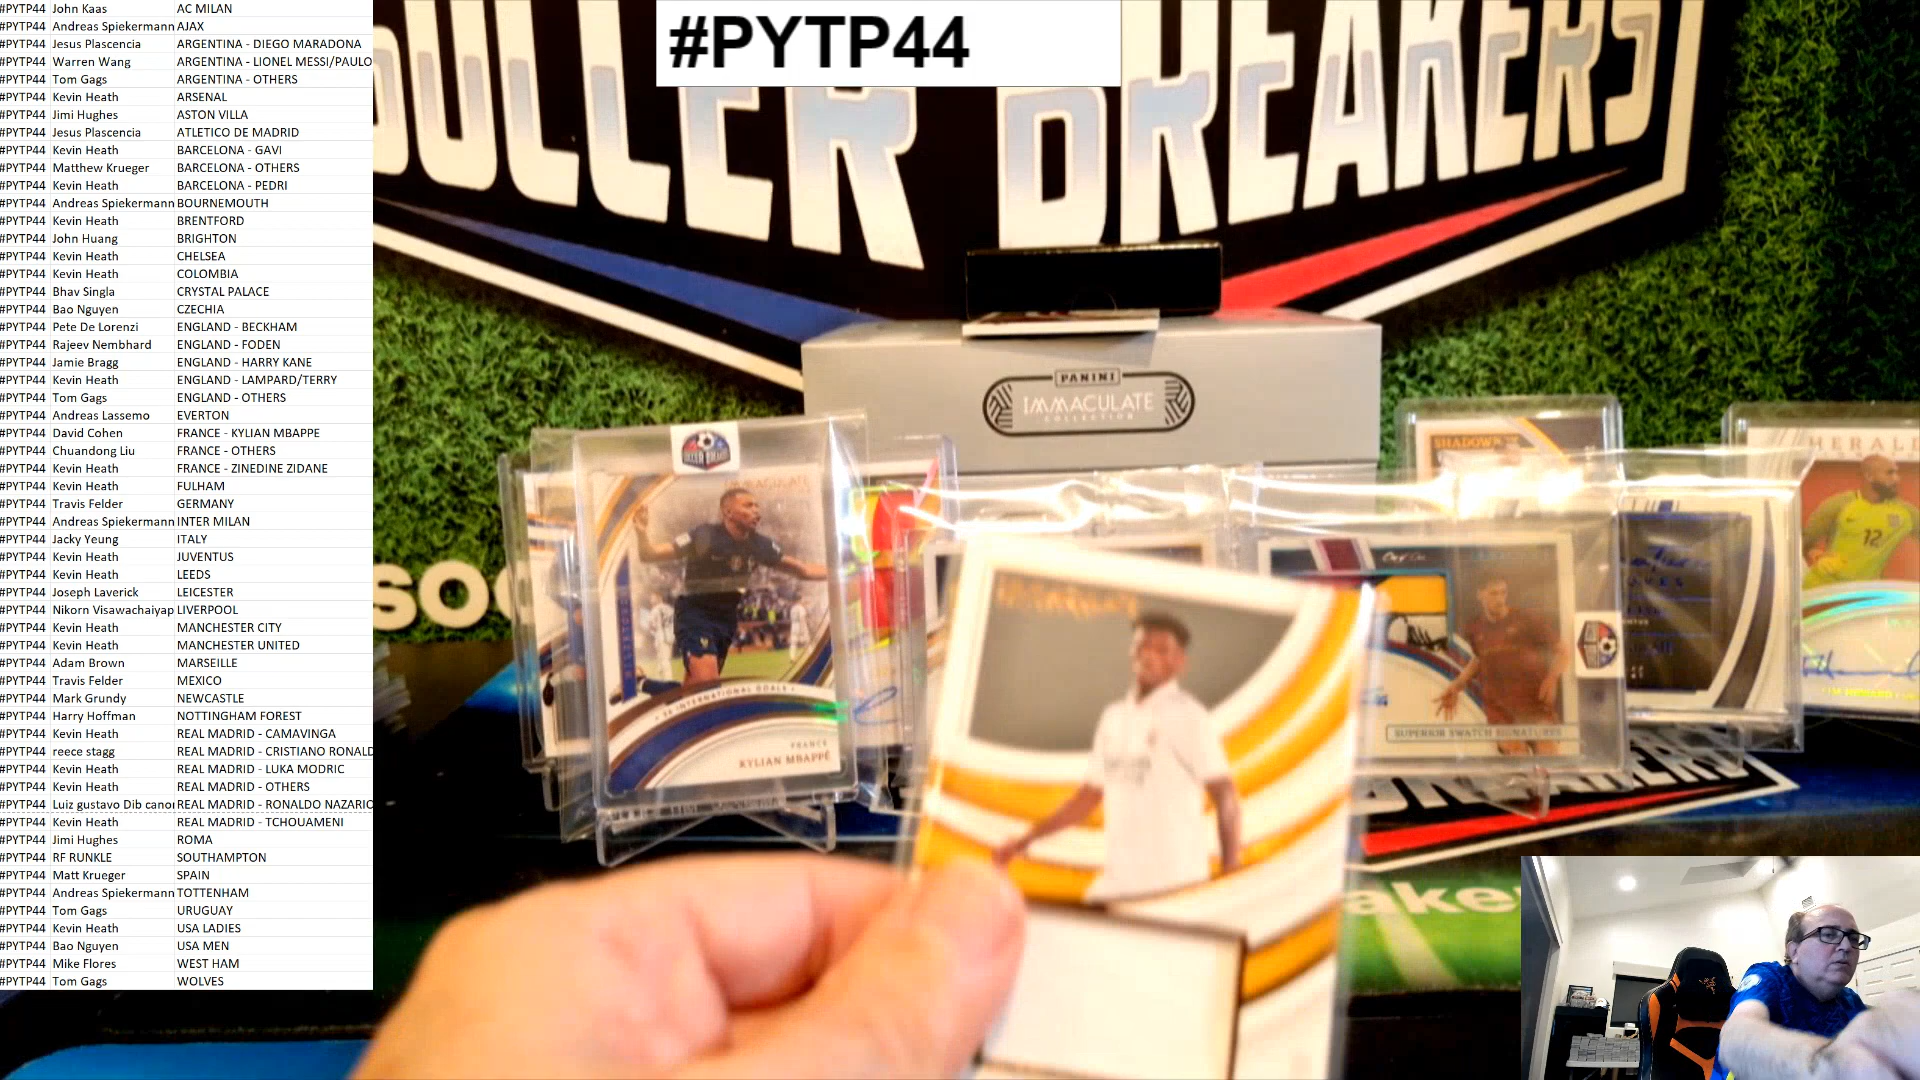 #PYTP44 John Kaas AC MILAN
#PYTP44 Andreas Spiekermann AJAX
#PYTP44 Jesus Plascencia ARGENTINA - DIEGO MARADONA
#PYTP44 Warren Wang ARGENTINA - LIONEL MESSI/PAULO
#PYTP44 Tom Gags ARGENTINA - OTHERS
#PYTP44 Kevin Heath ARSENAL
#PYTP44 Jimi Hughes ASTON VILLA
#PYTP44 Jesus Plascencia ATLETICO DE MADRID
#PYTP44 Kevin Heath BARCELONA - GAVI
#PYTP44 Matthew Krueger BARCELONA - OTHERS
#PYTP44 Kevin Heath BARCELONA - PEDRI
#PYTP44 Andreas Spiekermann BOURNEMOUTH
#PYTP44 Kevin Heath BRENTFORD
#PYTP44 John Huang BRIGHTON
#PYTP44 Kevin Heath CHELSEA
#PYTP44 Kevin Heath COLOMBIA
#PYTP44 Bhav Singla CRYSTAL PALACE
#PYTP44 Bao Nguyen CZECHIA
#PYTP44 Pete De Lorenzi ENGLAND - BECKHAM
#PYTP44 Rajeev Nembhard ENGLAND - FODEN
#PYTP44 Jamie Bragg ENGLAND - HARRY KANE
#PYTP44 Kevin Heath ENGLAND - LAMPARD/TERRY
#PYTP44 Tom Gags ENGLAND - OTHERS
#PYTP44 Andreas Lassemo EVERTON
#PYTP44 David Cohen FRANCE - KYLIAN MBAPPE
#PYTP44 Chuandong Liu FRANCE - OTHERS
#PYTP44 Kevin Heath FRANCE - ZINEDINE ZIDANE
#PYTP44 Kevin Heath FULHAM
#PYTP44 Travis Felder GERMANY
#PYTP44 Andreas Spiekermann INTER MILAN
#PYTP44 Jacky Yeung ITALY
#PYTP44 Kevin Heath JUVENTUS
#PYTP44 Kevin Heath LEEDS
#PYTP44 Joseph Laverick LEICESTER
#PYTP44 Nikorn Visawachaiyap LIVERPOOL
#PYTP44 Kevin Heath MANCHESTER CITY
#PYTP44 Kevin Heath MANCHESTER UNITED
#PYTP44 Adam Brown MARSEILLE
#PYTP44 Travis Felder MEXICO
#PYTP44 Mark Grundy NEWCASTLE
#PYTP44 Harry Hoffman NOTTINGHAM FOREST
#PYTP44 Kevin Heath REAL MADRID - CAMAVINGA
#PYTP44 reece stagg REAL MADRID - CRISTIANO RONALD
#PYTP44 Kevin Heath REAL MADRID - LUKA MODRIC
#PYTP44 Kevin Heath REAL MADRID - OTHERS
#PYTP44 Luiz gustavo Dib canoi REAL MADRID - RONALDO NAZARIO
#PYTP44 Kevin Heath REAL MADRID - TCHOUAMENI
#PYTP44 Jimi Hughes ROMA
#PYTP44 RF RUNKLE SOUTHAMPTON
#PYTP44 Matt Krueger SPAIN
#PYTP44 Andreas Spiekermann TOTTENHAM
#PYTP44 Tom Gags URUGUAY
#PYTP44 Kevin Heath USA LADIES
#PYTP44 Bao Nguyen USA MEN
#PYTP44 Mike Flores WEST HAM
#PYTP44 Tom Gags WOLVES
#PYTP44
SOCCER BREAKERS
PANINI
IMMACULATE
COLLECTION
SHADOW
HERALD
12
IMMACULATE
INTERNATIONAL GOALS
FRANCE
KYLIAN MBAPPÉ
SUPERIOR SWATCH SIGNATURES